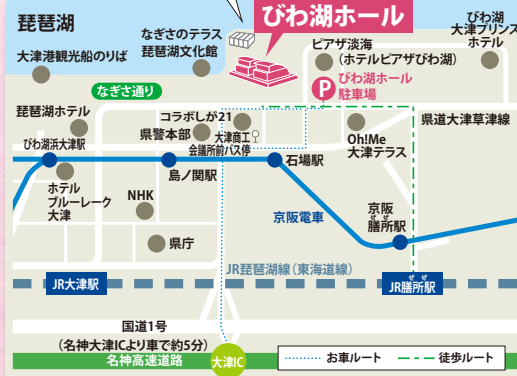 琵琶湖
びわ湖ホール
なぎさのテラス
琵琶湖文化館
大津港観光船のりば
ピアザ淡海
(ホテルピアザびわ湖)
びわ湖
大津プリンス
ホテル
P
びわ湖ホール
駐車場
なぎさ通り
琵琶湖ホテル
コラボしが21
県警本部
大津商工
会議所前バス停
Oh!Me
大津テラス
県道大津草津線
びわ湖浜大津駅
島ノ関駅
石場駅
ホテル
ブルーレーク
大津
NHK
県庁
京阪電車
京阪
ぜぜ
膳所駅
JR琵琶湖線(東海道線)
JR大津駅
ぜぜ
JR膳所駅
国道1号
(名神大津ICより車で約5分)
名神高速道路
大津IC
お車ルート
徒歩ルート